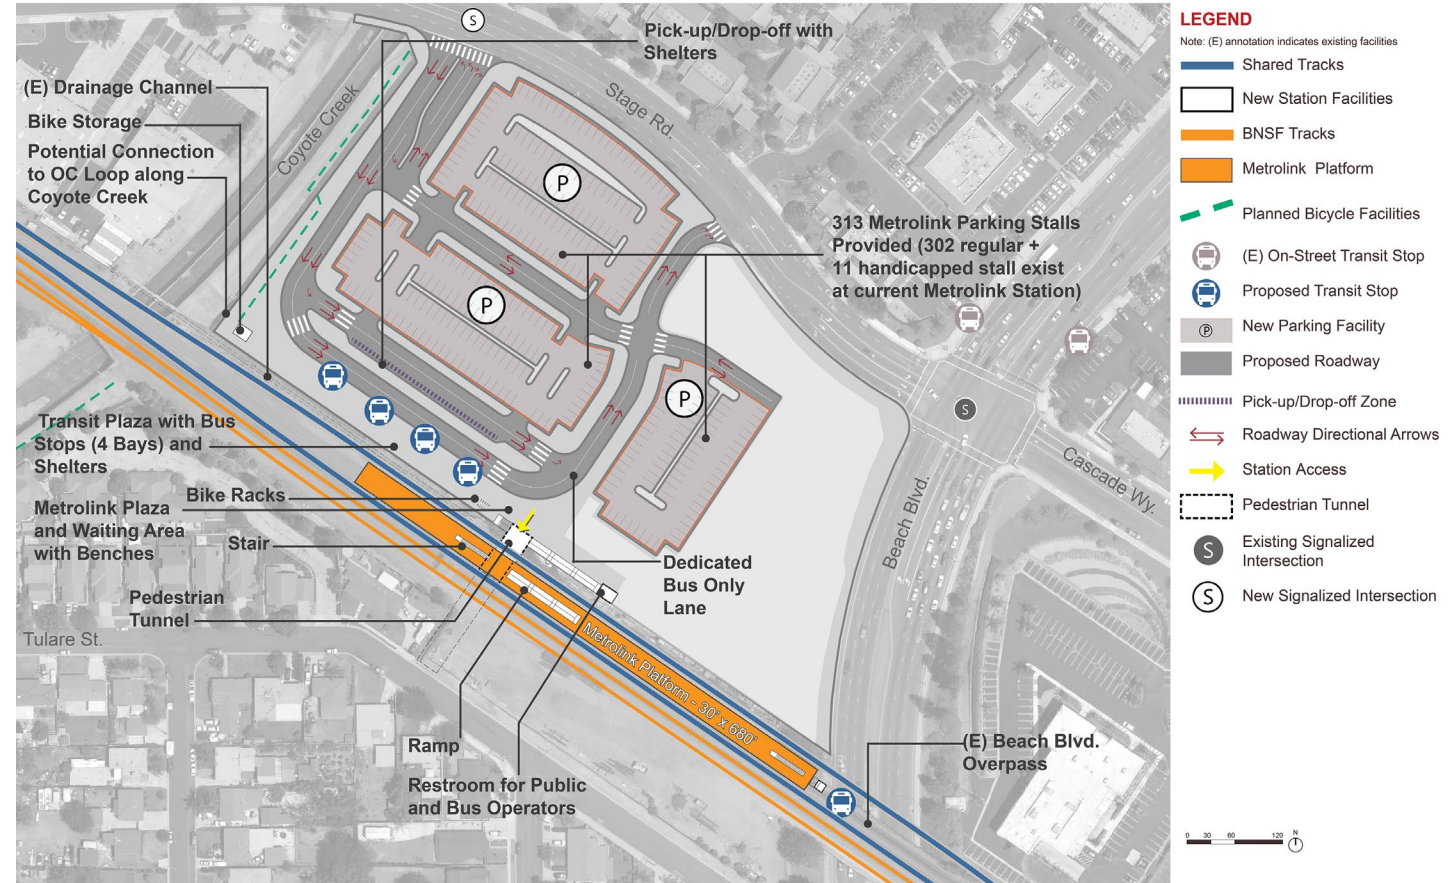 S
Pick-up/Drop-off with
Shelters
(E) Drainage Channel
Bike Storage
Potential Connection
to OC Loop along
Coyote Creek
Coyote Creek
Stage Rd.
P
P
P
313 Metrolink Parking Stalls
Provided (302 regular +
11 handicapped stall exist
at current Metrolink Station)
Transit Plaza with Bus
Stops (4 Bays) and
Shelters
Bike Racks
Metrolink Plaza
and Waiting Area
with Benches
Stair
Pedestrian
Tunnel
Tulare St.
Dedicated
Bus Only
Lane
S
Cascade Wy.
Beach Blvd.
Metrolink Platform - 30' x 680'
Ramp
Restroom for Public
and Bus Operators
(E) Beach Blvd.
Overpass
LEGEND
Note: (E) annotation indicates existing facilities
Shared Tracks
New Station Facilities
BNSF Tracks
Metrolink Platform
Planned Bicycle Facilities
(E) On-Street Transit Stop
Proposed Transit Stop
P New Parking Facility
Proposed Roadway
Pick-up/Drop-off Zone
Roadway Directional Arrows
Station Access
Pedestrian Tunnel
S Existing Signalized
Intersection
S New Signalized Intersection
0 30 60 120 N